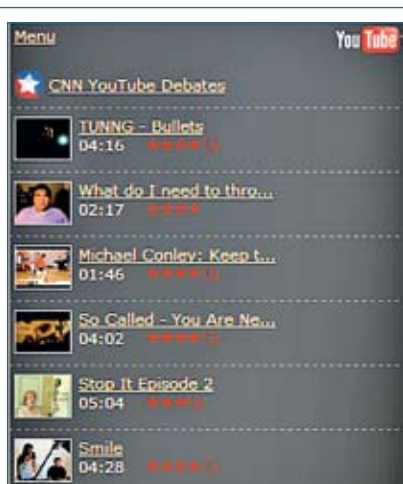 Menu
YouTube
CNN YouTube Debates
TUNNG - Bullets
04:16
What do I need to thro...
02:17
Michael Conley: Keep t...
01:46
So Called - You Are Ne...
04:02
Stop It Episode 2
05:04
Smile
04:28